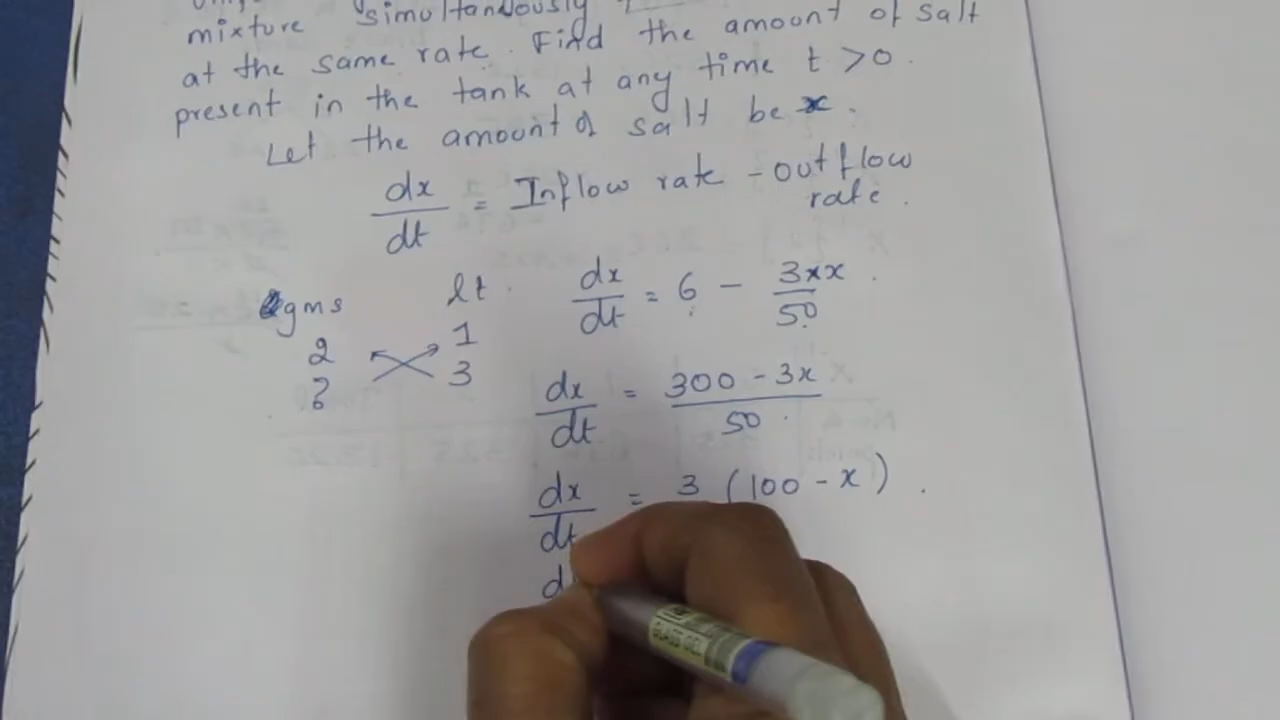 mixture simultaneously
at the same rate. Find the amount of salt
present in the tank at any time t > 0.
Let the amount of salt be x.
dx/dt = Inflow rate - outflow rate.
gms lt.
2 1
? 3
dx/dt = 6 - 3×x/50.
dx/dt = 300 - 3x/50.
dx/dt = 3 (100 - x).
d